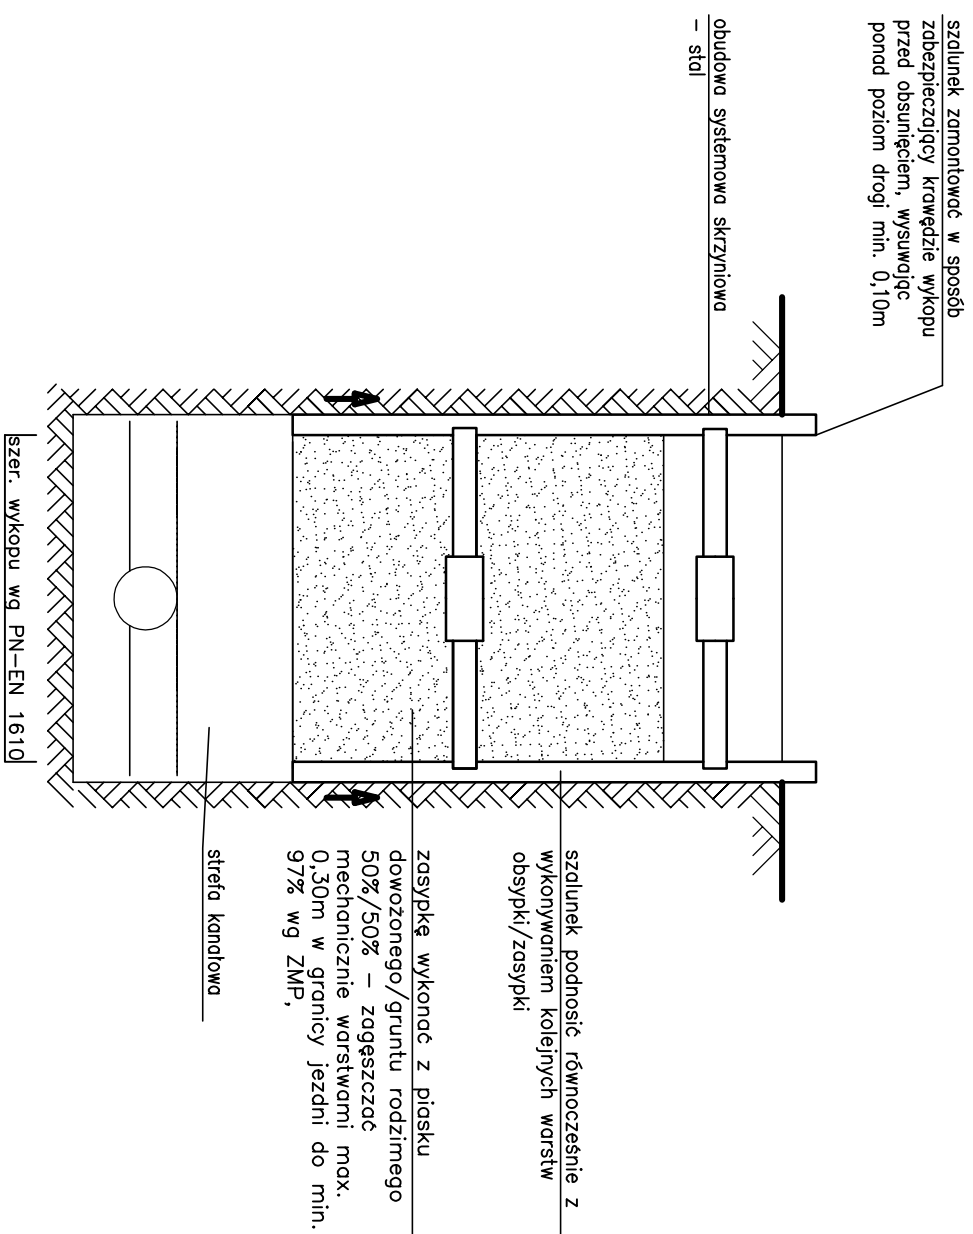 szalunek zamontować w sposób
zabezpieczający krawędzie wykopu
przed obsunięciem, wysuwając
ponad poziom drogi min. 0,10m
obudowa systemowa skrzyniowa
– stal
szalunek podnosić równocześnie z
wykonywaniem kolejnych warstw
obsypki/zasypki
zasypkę wykonać z piasku
dowożonego/gruntu rodzimego
50%/50% – zagęszczać
mechanicznie warstwami max.
0,30m w granicy jezdni do min.
97% wg ZMP,
strefa kanałowa
szer. wykopu wg PN–EN 1610